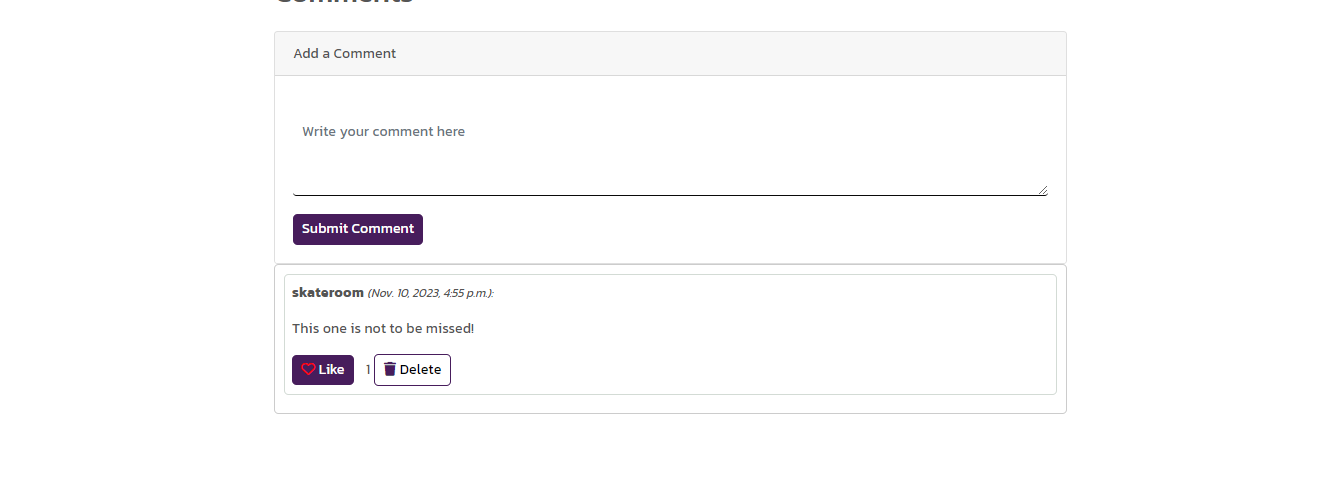 Comments
Add a Comment
Write your comment here
Submit Comment
skateroom (Nov. 10, 2023, 4:55 p.m.):
This one is not to be missed!
Like 1 Delete